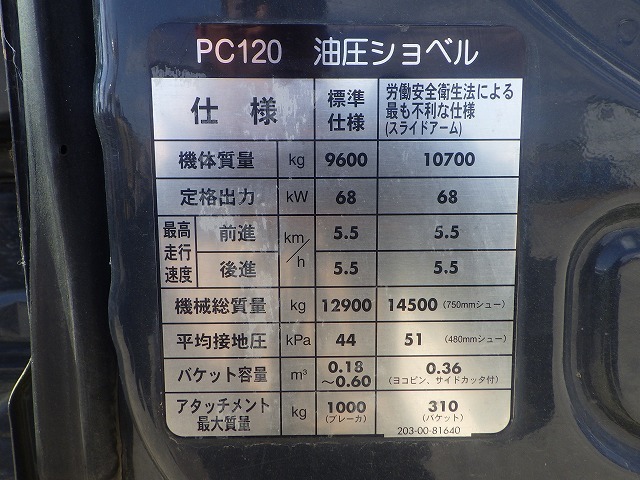 PC120 油圧ショベル
仕様 標準仕様 労働安全衛生法による最も不利な仕様(スライドアーム)
機体質量 kg 9600 10700
定格出力 kW 68 68
最高走行速度 前進 km/h 5.5 5.5
後進 5.5 5.5
機械総質量 kg 12900 14500 (750mmシュー)
平均接地圧 kPa 44 51 (480mmシュー)
バケット容量 m³ 0.18～0.60 0.36 (ヨコピン、サイドカッタ付)
アタッチメント最大質量 kg 1000 (ブレーカ) 310 (バケット)
203-00-81640